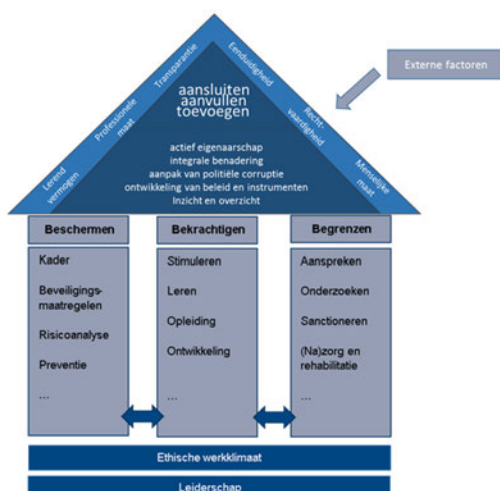 Externe factoren
Lerend
vermogen
Professionele
maat
Transparantie
Eenduidigheid
Recht-
vaardigheid
Menselijke
maat
aansluiten
aanvullen
toevoegen
actief eigenaarschap
integrale benadering
aanpak van politiële corruptie
ontwikkeling van beleid en instrumenten
Inzicht en overzicht
Beschermen
Kader
Beveiligings-
maatregelen
Risicoanalyse
Preventie
...
Bekrachtigen
Stimuleren
Leren
Opleiding
Ontwikkeling
...
Begrenzen
Aanspreken
Onderzoeken
Sanctioneren
(Na)zorg en
rehabilitatie
...
Ethische werkklimaat
Leiderschap